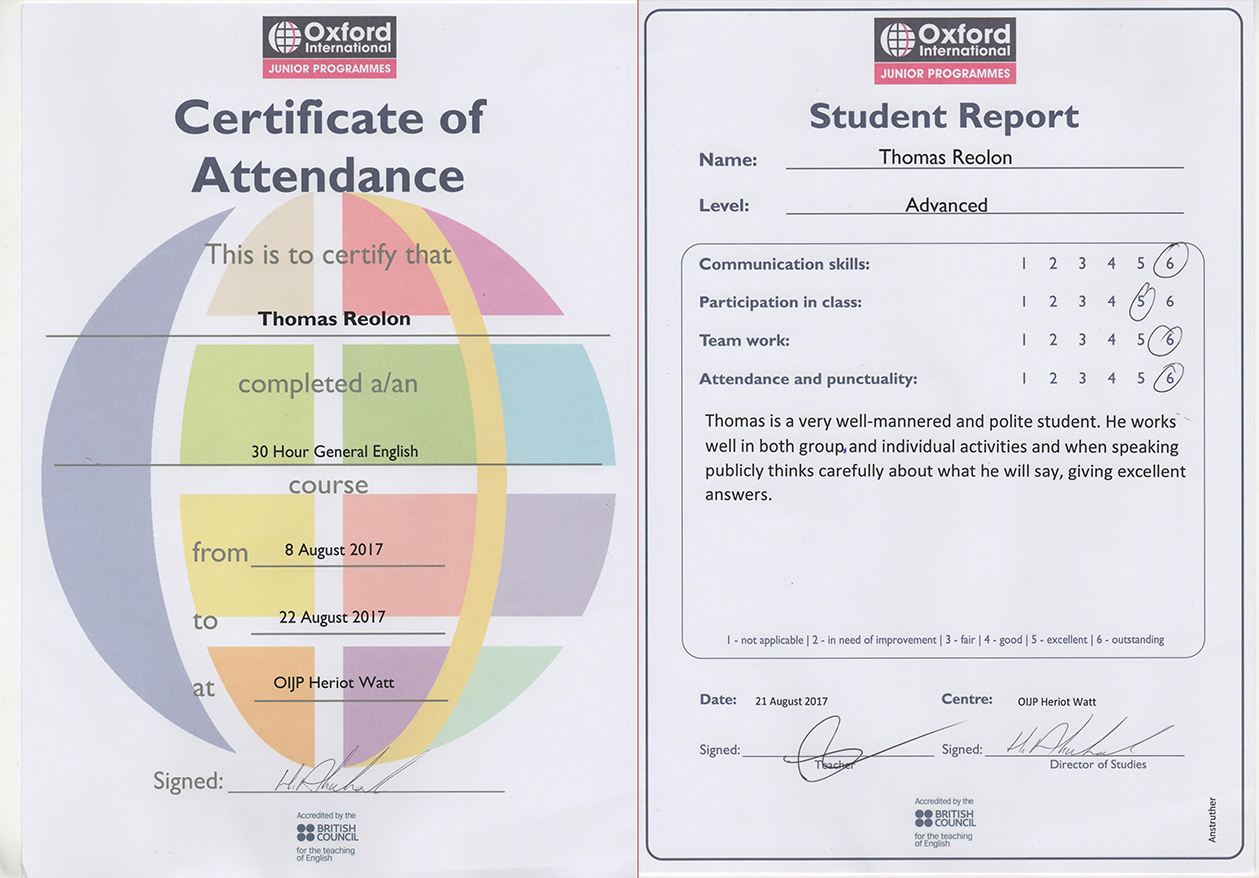 Oxford
International
JUNIOR PROGRAMMES
Certificate of
Attendance
This is to certify that
Thomas Reolon
completed a/an
30 Hour General English
course
from 8 August 2017
to 22 August 2017
at OIJP Heriot Watt
Signed:
Accredited by the
BRITISH
COUNCIL
for the teaching
of English
Oxford
International
JUNIOR PROGRAMMES
Student Report
Name: Thomas Reolon
Level: Advanced
Communication skills: 1 2 3 4 5 6
Participation in class: 1 2 3 4 5 6
Team work: 1 2 3 4 5 6
Attendance and punctuality: 1 2 3 4 5 6
Thomas is a very well-mannered and polite student. He works
well in both group, and individual activities and when speaking
publicly thinks carefully about what he will say, giving excellent
answers.
1 - not applicable | 2 - in need of improvement | 3 - fair | 4 - good | 5 - excellent | 6 - outstanding
Date: 21 August 2017 Centre: OIJP Heriot Watt
Signed: Signed:
Teacher Director of Studies
Accredited by the
BRITISH
COUNCIL
for the teaching
of English
Anstruther